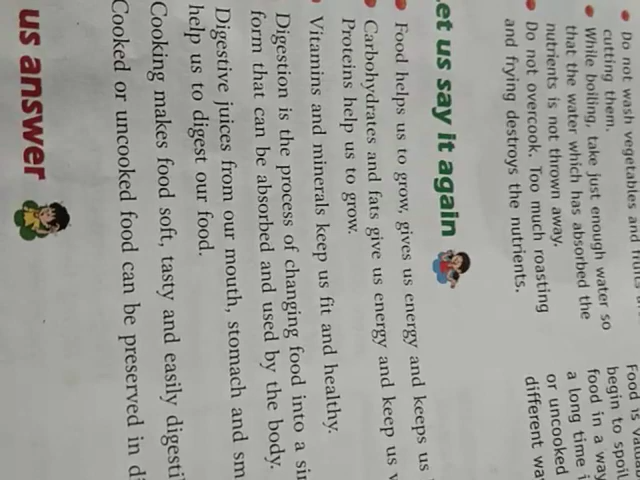 Do not wash vegetables and
cutting them.
While boiling, take just enough water so
that the water which has absorbed the
nutrients is not thrown away.
Do not overcook. Too much roasting
and frying destroys the nutrients.
Food is
begin to spoil
food in a way
a long time
or uncooked
different
et us say it again
Food helps us to grow, gives us energy and keeps us
Carbohydrates and fats give us energy and keep us
Proteins help us to grow.
Vitamins and minerals keep us fit and healthy.
Digestion is the process of changing food into a
form that can be absorbed and used by the body.
Digestive juices from our mouth, stomach and
help us to digest our food.
Cooking makes food soft, tasty and easily
Cooked or uncooked food can be preserved in
us answer